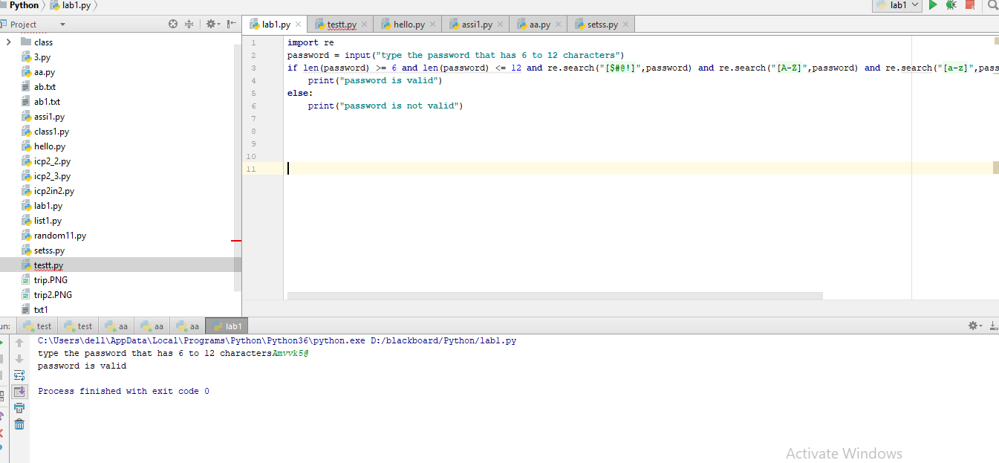 Python lab1.py
lab1
Project
lab1.py testt.py hello.py assi1.py aa.py setss.py
class
3.py
aa.py
ab.txt
ab1.txt
assi1.py
class1.py
hello.py
icp2_2.py
icp2_3.py
icp2in2.py
lab1.py
list1.py
random11.py
setss.py
testt.py
trip.PNG
trip2.PNG
txt1
1 import re
2 password = input("type the password that has 6 to 12 characters")
3 if len(password) >= 6 and len(password) <= 12 and re.search("[$#@!]",password) and re.search("[A-Z]",password) and re.search("[a-z]",pass
4 print("password is valid")
5 else:
6 print("password is not valid")
7
8
9
10
11
un: test test aa aa aa lab1
C:\Users\dell\AppData\Local\Programs\Python\Python36\python.exe D:/blackboard/Python/lab1.py
type the password that has 6 to 12 charactersAmvvk5@
password is valid
Process finished with exit code 0
Activate Windows